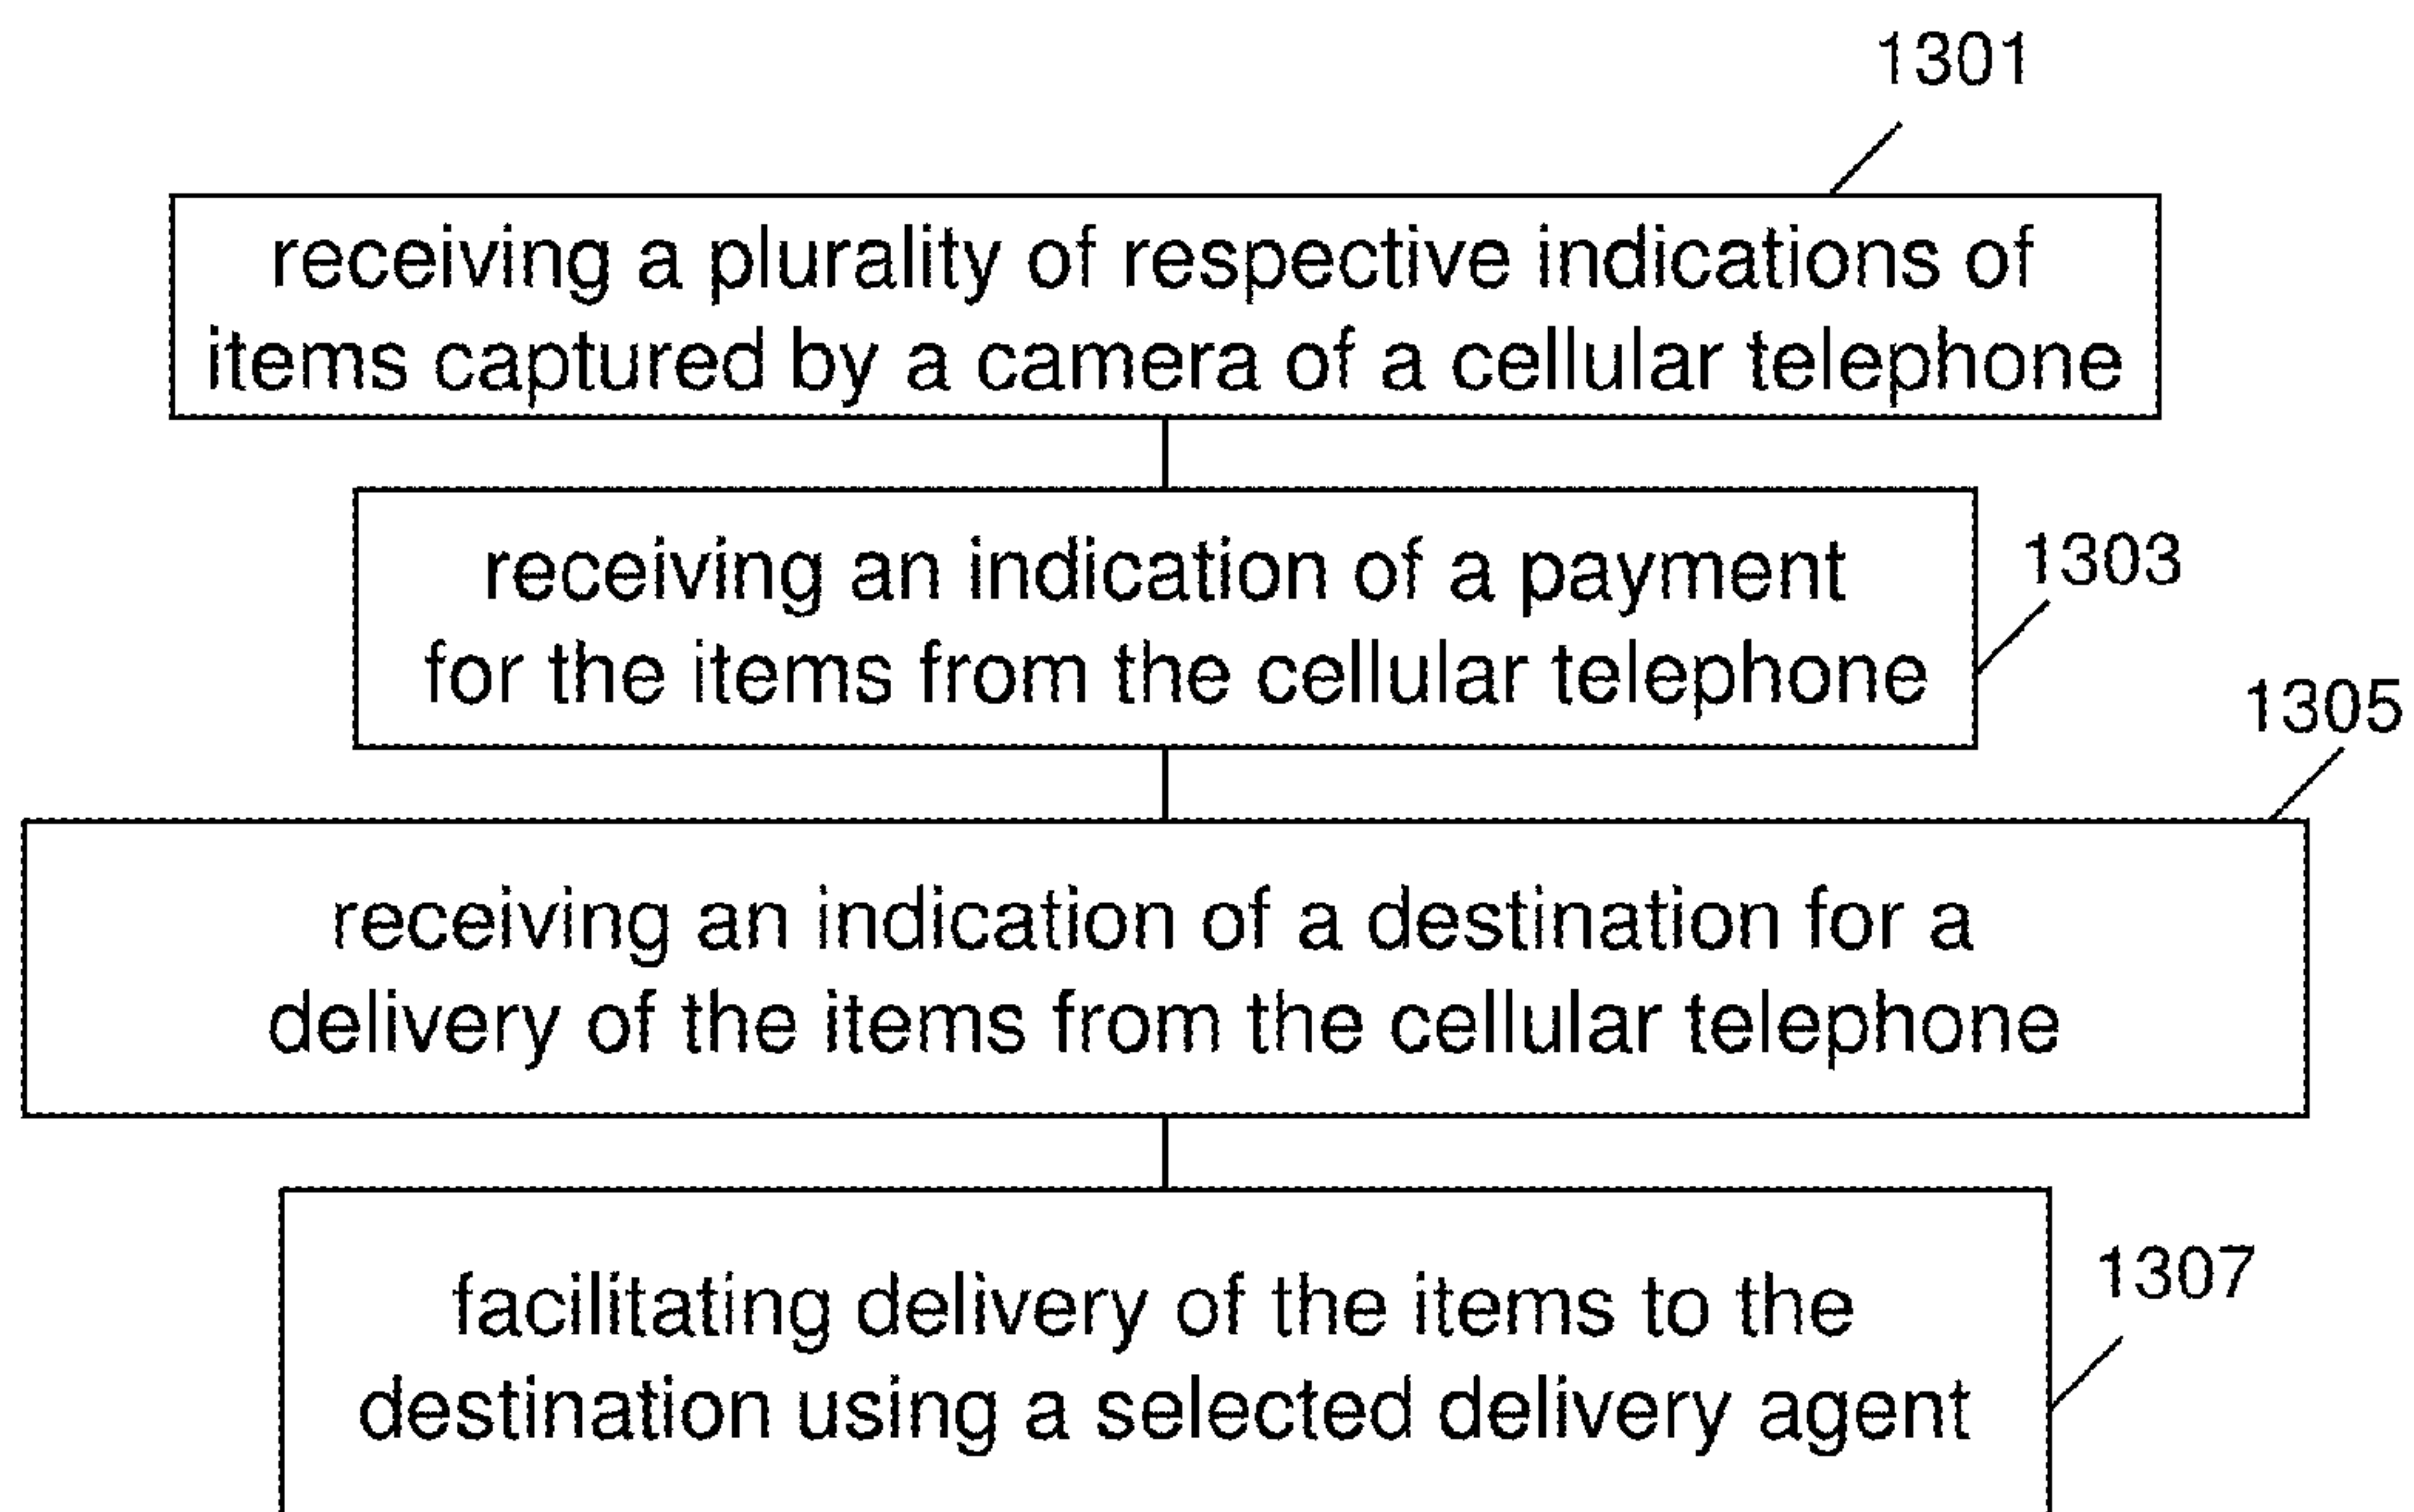 1301
receiving a plurality of respective indications of
items captured by a camera of a cellular telephone
receiving an indication of a payment
for the items from the cellular telephone
1303
1305
receiving an indication of a destination for a
delivery of the items from the cellular telephone
facilitating delivery of the items to the
destination using a selected delivery agent
1307